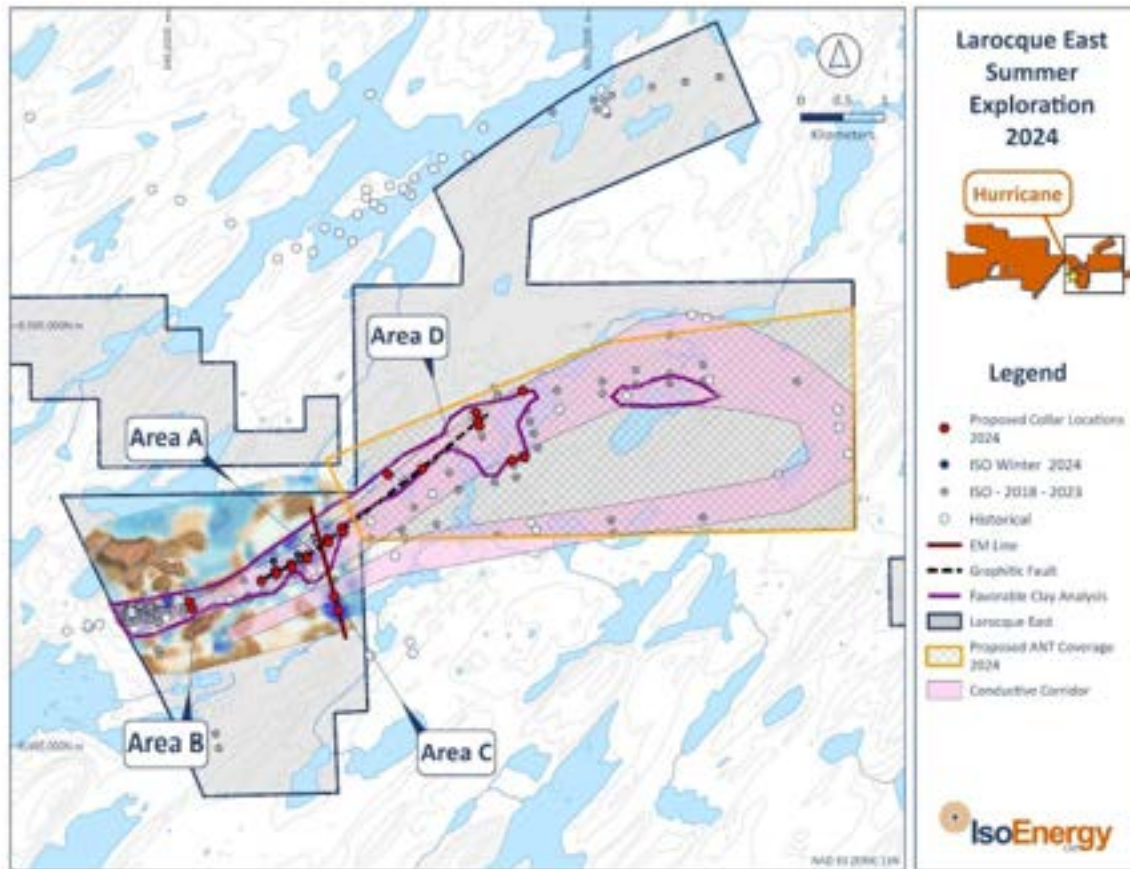 Larocque East
Summer
Exploration
2024
Hurricane
0 0.5 1
Kilometers
Area D
Area A
Area B
Area C
Legend
Proposed Collar Locations
2024
ISO Winter 2024
ISO - 2018 - 2023
Historical
EM Line
Graphitic Fault
Favorable Clay Analysis
Larocque East
Proposed ANT Coverage
2024
Conductive Corridor
IsoEnergy